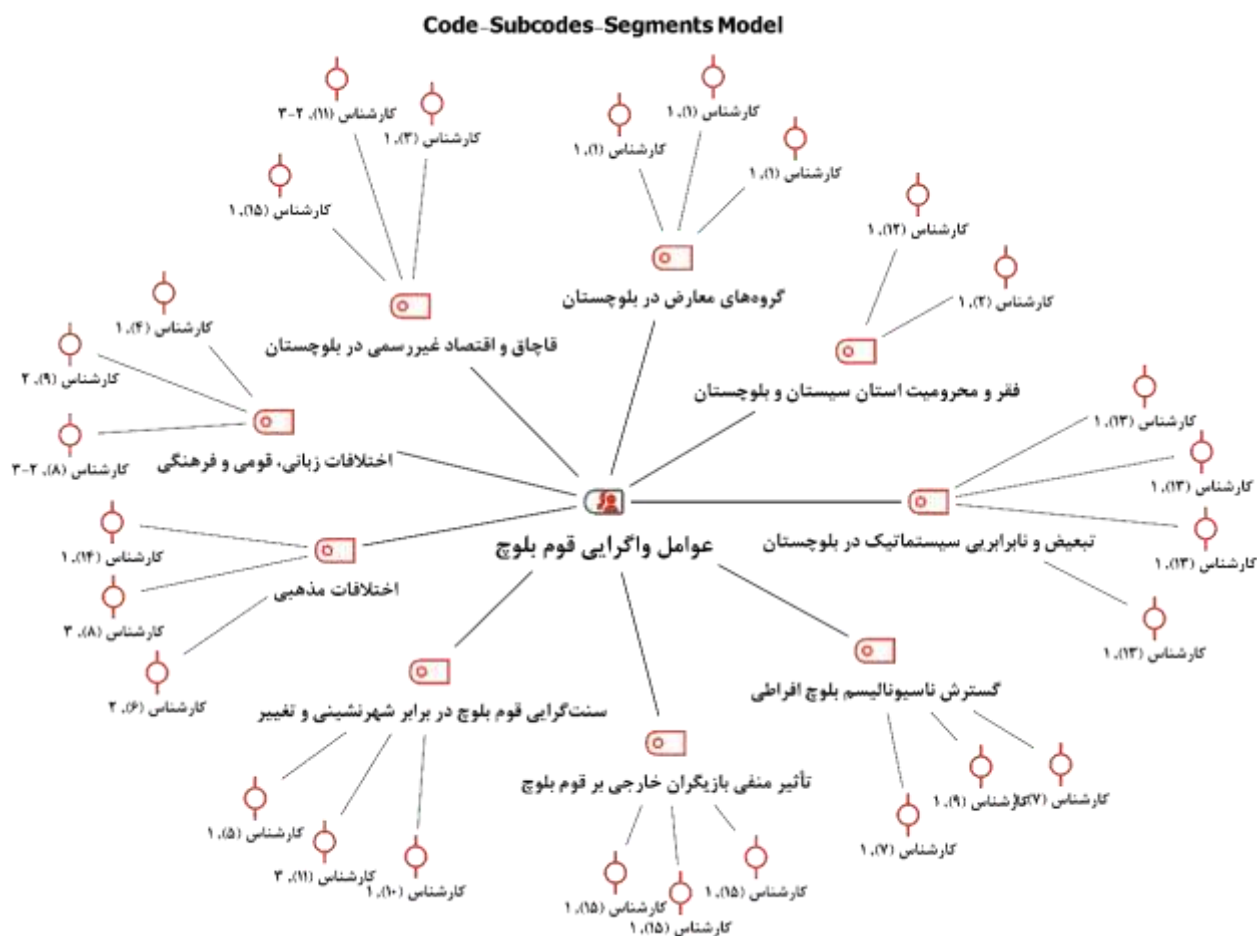 Code-Subcodes-Segments Model
کارشناس (۱۱)، ۲-۳
کارشناس (۳)، ۱
کارشناس (۱۵)، ۱
قاچاق و اقتصاد غیررسمی در بلوچستان
کارشناس (۱)، ۱
کارشناس (۱)، ۱
کارشناس (۱)، ۱
گروه‌های معارض در بلوچستان
کارشناس (۱۲)، ۱
کارشناس (۲)، ۱
فقر و محرومیت استان سیستان و بلوچستان
کارشناس (۴)، ۱
کارشناس (۹)، ۲
کارشناس (۸)، ۲-۳
اختلافات زبانی، قومی و فرهنگی
کارشناس (۱۳)، ۱
کارشناس (۱۳)، ۱
کارشناس (۱۳)، ۱
کارشناس (۱۳)، ۱
تبعیض و نابرابریی سیستماتیک در بلوچستان
عوامل واگرایی قوم بلوچ
کارشناس (۱۴)، ۱
کارشناس (۸)، ۳
کارشناس (۶)، ۲
اختلافات مذهبی
سنت‌گرایی قوم بلوچ در برابر شهرنشینی و تغییر
کارشناس (۵)، ۱
کارشناس (۱۱)، ۳
کارشناس (۱۰)، ۱
تأثیر منفی بازیگران خارجی بر قوم بلوچ
کارشناس (۱۵)، ۱
کارشناس (۱۵)، ۱
کارشناس (۱۵)، ۱
گسترش ناسیونالیسم بلوچ افراطی
کارشناس (۷)
کارشناس (۹)، ۱
کارشناس (۷)، ۱